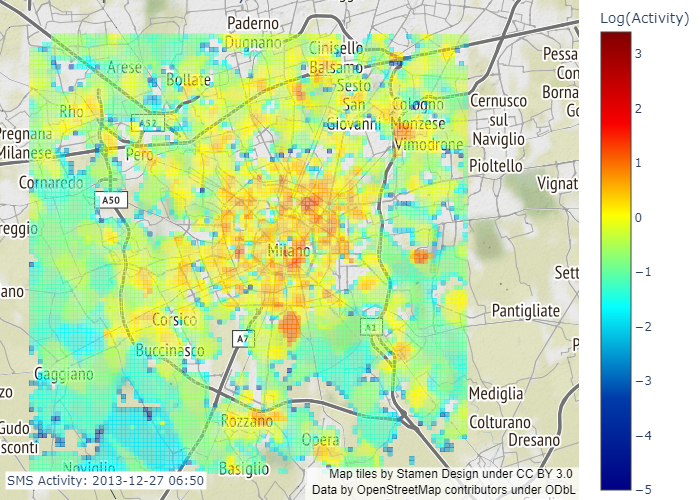 Log(Activity)
3
2
1
0
−1
−2
−3
−4
−5
Paderno
Dugnano
Cinisello
Balsamo
Sesto
San
Giovanni
Arese
Bollate
Rho
A52
Pero
Pregnana
Milanese
Cornaredo
A50
Cologno
Monzese
Vimodrone
Cernusco
sul
Naviglio
Pioltello
Pessa
Con
Borna
Go
Vignat
reggio
Milano
Sett
ano
Pantigliate
Corsico
A7
A1
Buccinasco
Gaggiano
P
zo
Mediglia
Rozzano
Colturano
Dresano
Gudo
sconti
Opera
Noviglio
Basiglio
SMS Activity: 2013-12-27 06:50
Map tiles by Stamen Design under CC BY 3.0
Data by OpenStreetMap contributors under ODbL